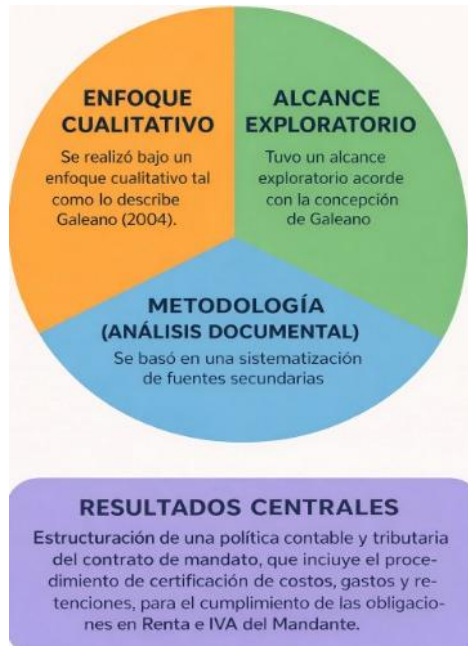 ENFOQUE
CUALITATIVO
Se realizó bajo un
enfoque cualitativo tal
como lo describe
Galeano (2004).
ALCANCE
EXPLORATORIO
Tuvo un alcance
exploratorio acorde
con la concepción
de Galeano
METODOLOGÍA
(ANÁLISIS DOCUMENTAL)
Se basó en una sistematización
de fuentes secundarias
RESULTADOS CENTRALES
Estructuración de una política contable y tributaria
del contrato de mandato, que incluye el proce-
dimiento de certificación de costos, gastos y re-
tenciones, para el cumplimiento de las obligacio-
nes en Renta e IVA del Mandante.